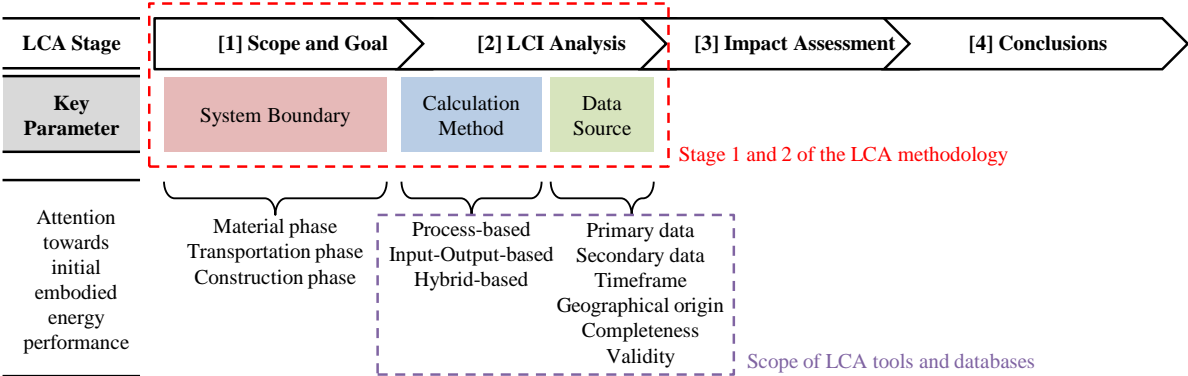 LCA Stage
[1] Scope and Goal
[2] LCI Analysis
[3] Impact Assessment
[4] Conclusions
Key
Parameter
System Boundary
Calculation
Method
Data
Source
Stage 1 and 2 of the LCA methodology
Attention
towards
initial
embodied
energy
performance
Material phase
Transportation phase
Construction phase
Process-based
Input-Output-based
Hybrid-based
Primary data
Secondary data
Timeframe
Geographical origin
Completeness
Validity
Scope of LCA tools and databases